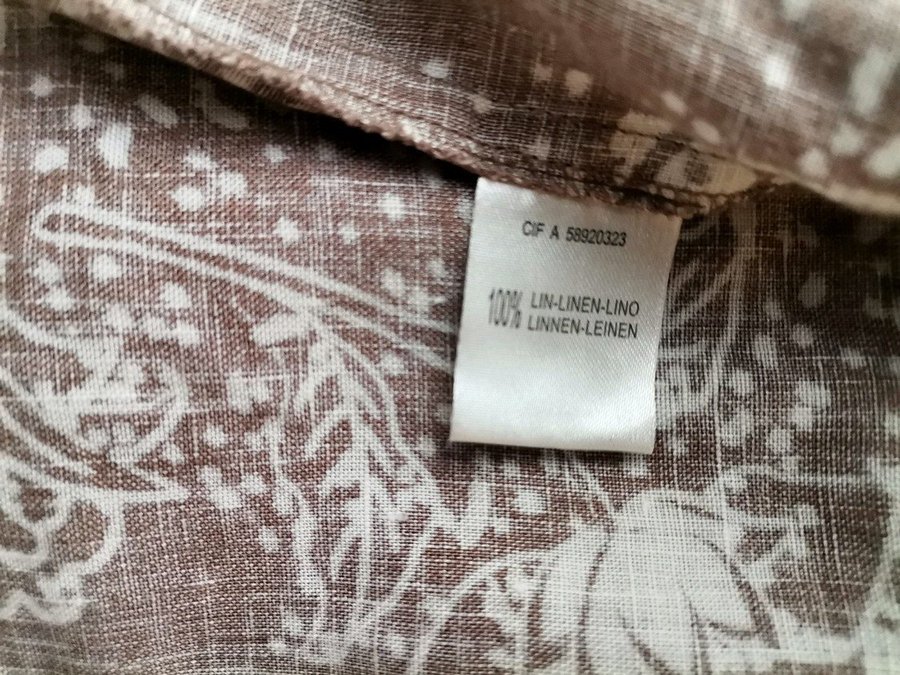 CIF A 58920323
100% LIN-LINEN-LINO
LINNEN-LEINEN